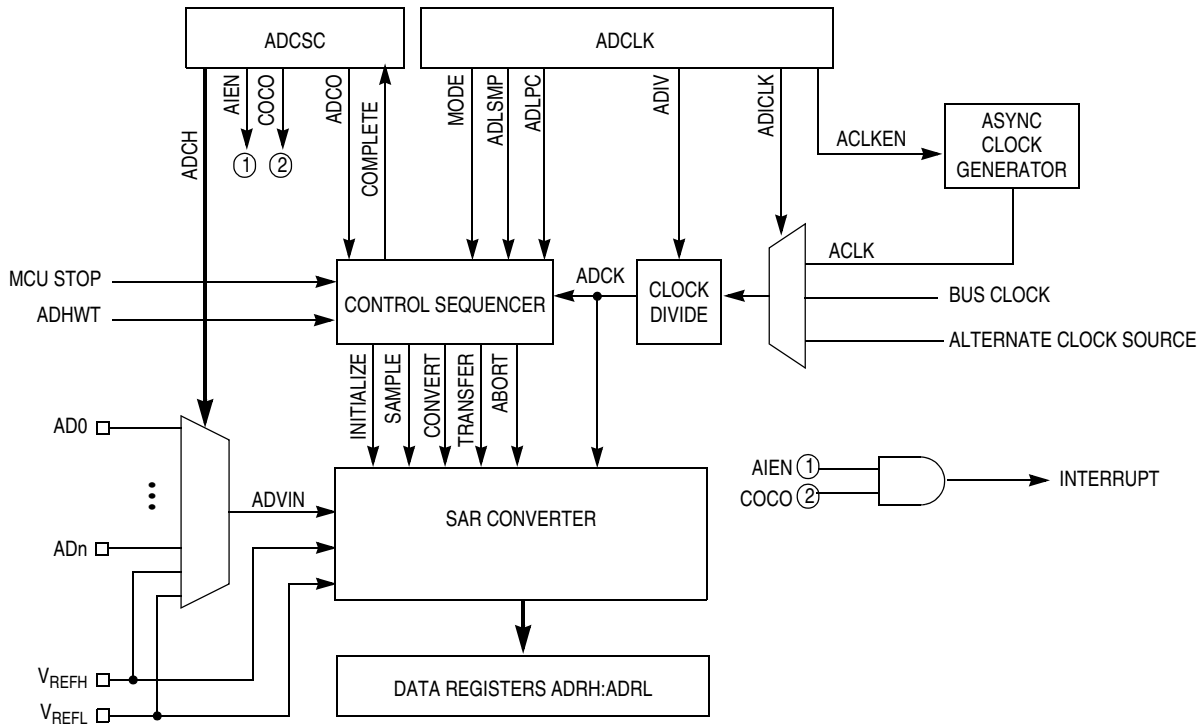 ADCSC
ADCLK
ADCH
AIEN
COCO
ADCO
COMPLETE
MODE
ADLSMP
ADLPC
ADIV
ADICLK
ACLKEN
ASYNC
CLOCK
GENERATOR
1
2
ACLK
MCU STOP
ADHWT
CONTROL SEQUENCER
ADCK
CLOCK
DIVIDE
BUS CLOCK
ALTERNATE CLOCK SOURCE
INITIALIZE
SAMPLE
CONVERT
TRANSFER
ABORT
AD0
•••
ADn
ADVIN
SAR CONVERTER
AIEN 1
COCO 2
INTERRUPT
VREFH
VREFL
DATA REGISTERS ADRH:ADRL